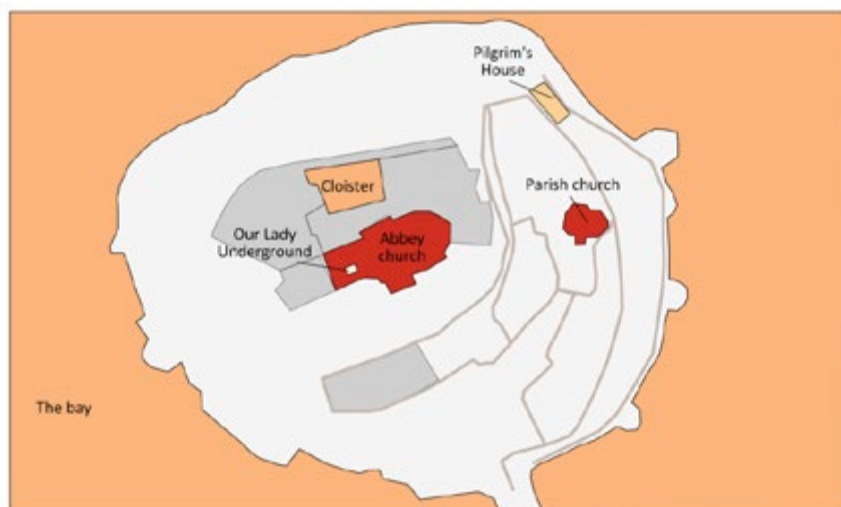 Pilgrim's
House
Cloister
Parish church
Our Lady
Underground
Abbey
church
The bay